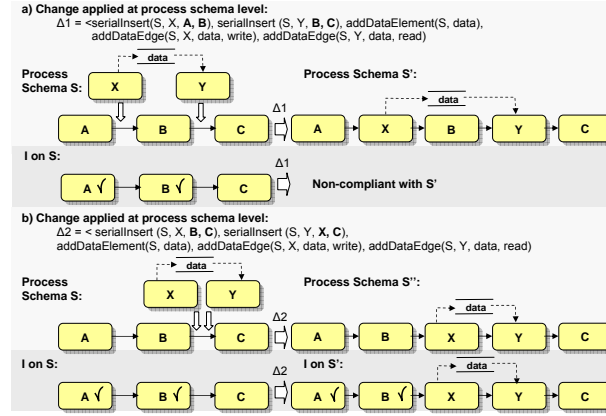 a) Change applied at process schema level:
Δ1 = <serialInsert(S, X, A, B), serialInsert (S, Y, B, C), addDataElement(S, data),
addDataEdge(S, X, data, write), addDataEdge(S, Y, data, read)
data
Process
Schema S:
X
Y
Process Schema S':
data
A
B
C
Δ1
A
X
B
Y
C
I on S:
Δ1
A √
B √
C
Non-compliant with S'
b) Change applied at process schema level:
Δ2 = < serialInsert (S, X, B, C), serialInsert (S, Y, X, C),
addDataElement(S, data), addDataEdge(S, X, data, write), addDataEdge(S, Y, data, read)
Process
Schema S:
data
X
Y
Process Schema S'':
data
A
B
C
Δ2
A
B
X
Y
C
I on S:
Δ2
I on S':
data
A √
B √
C
A √
B √
X
Y
C